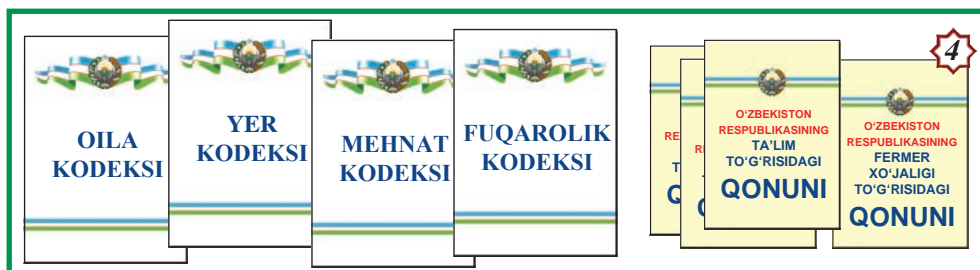 OILA
KODEKSI
YER
KODEKSI
MEHNAT
KODEKSI
FUQAROLIK
KODEKSI
O‘ZBEKISTON
RESPUBLIKASINING
TA’LIM
TO‘G‘RISIDAGI
QONUNI
O‘ZBEKISTON
RESPUBLIKASINING
FERMER
XO‘JALIGI
TO‘G‘RISIDAGI
QONUNI
4